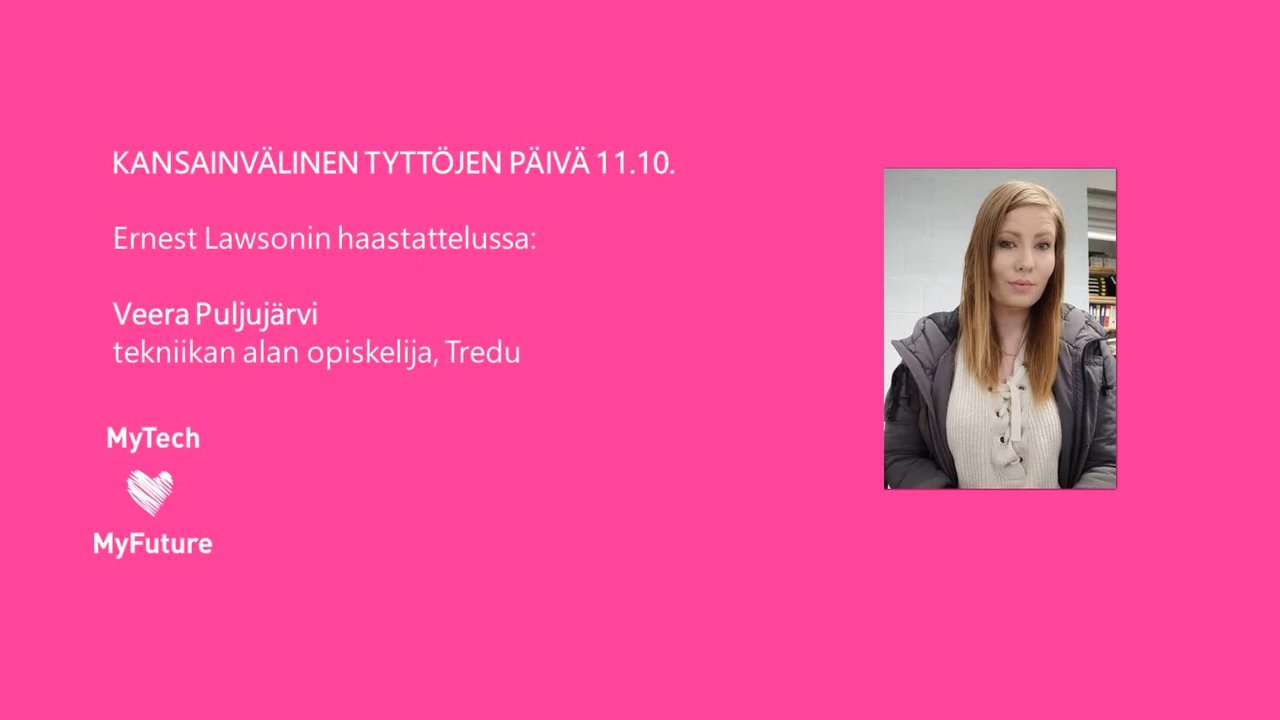 KANSAINVÄLINEN TYTTÖJEN PÄIVÄ 11.10.
Ernest Lawsonin haastattelussa:
Veera Puljujärvi
tekniikan alan opiskelija, Tredu
MyTech
MyFuture